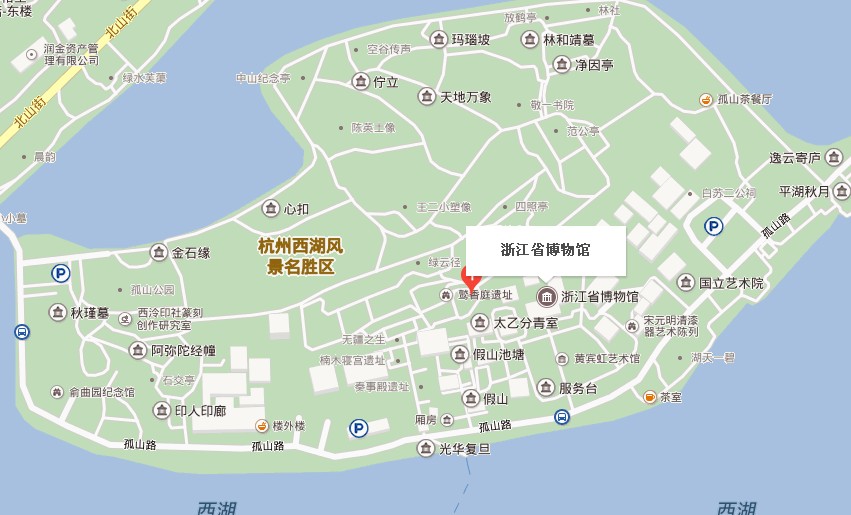 后-东楼
北山街
润金资产管
理有限公司
绿水芙蕖
北山街
晨韵
小墓
放鹤亭
林社
玛瑙坡
林和靖墓
空谷传声
净因亭
中山纪念亭
伫立
天地万象
敬一书院
孤山茶餐厅
陈英士像
范公亭
逸云寄庐
平湖秋月
白苏二公祠
心扣
王二小塑像
四照亭
孤山路
金石缘
杭州西湖风
景名胜区
浙江省博物馆
绿云径
国立艺术院
孤山公园
鹫香庭遗址
浙江省博物馆
秋瑾墓
西泠印社篆刻
创作研究室
太乙分青室
宋元明清漆
器艺术陈列
无疆之生
阿弥陀经幢
楠木寝宫遗址
假山池塘
黄宾虹艺术馆
湖天一碧
石交亭
奏事殿遗址
俞曲园纪念馆
服务台
茶室
假山
印人印廊
楼外楼
厢房
孤山路
孤山路
孤山路
光华复旦
西湖
西湖